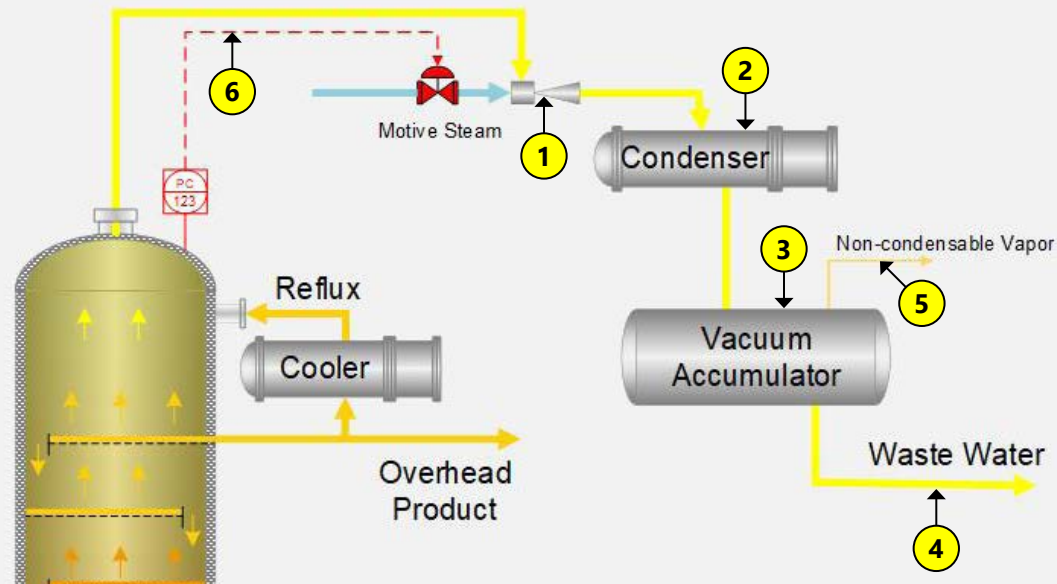 2
6
Motive Steam
1
Condenser
PC
123
3
Non-condensable Vapor
5
Reflux
Cooler
Vacuum
Accumulator
Overhead
Product
Waste Water
4